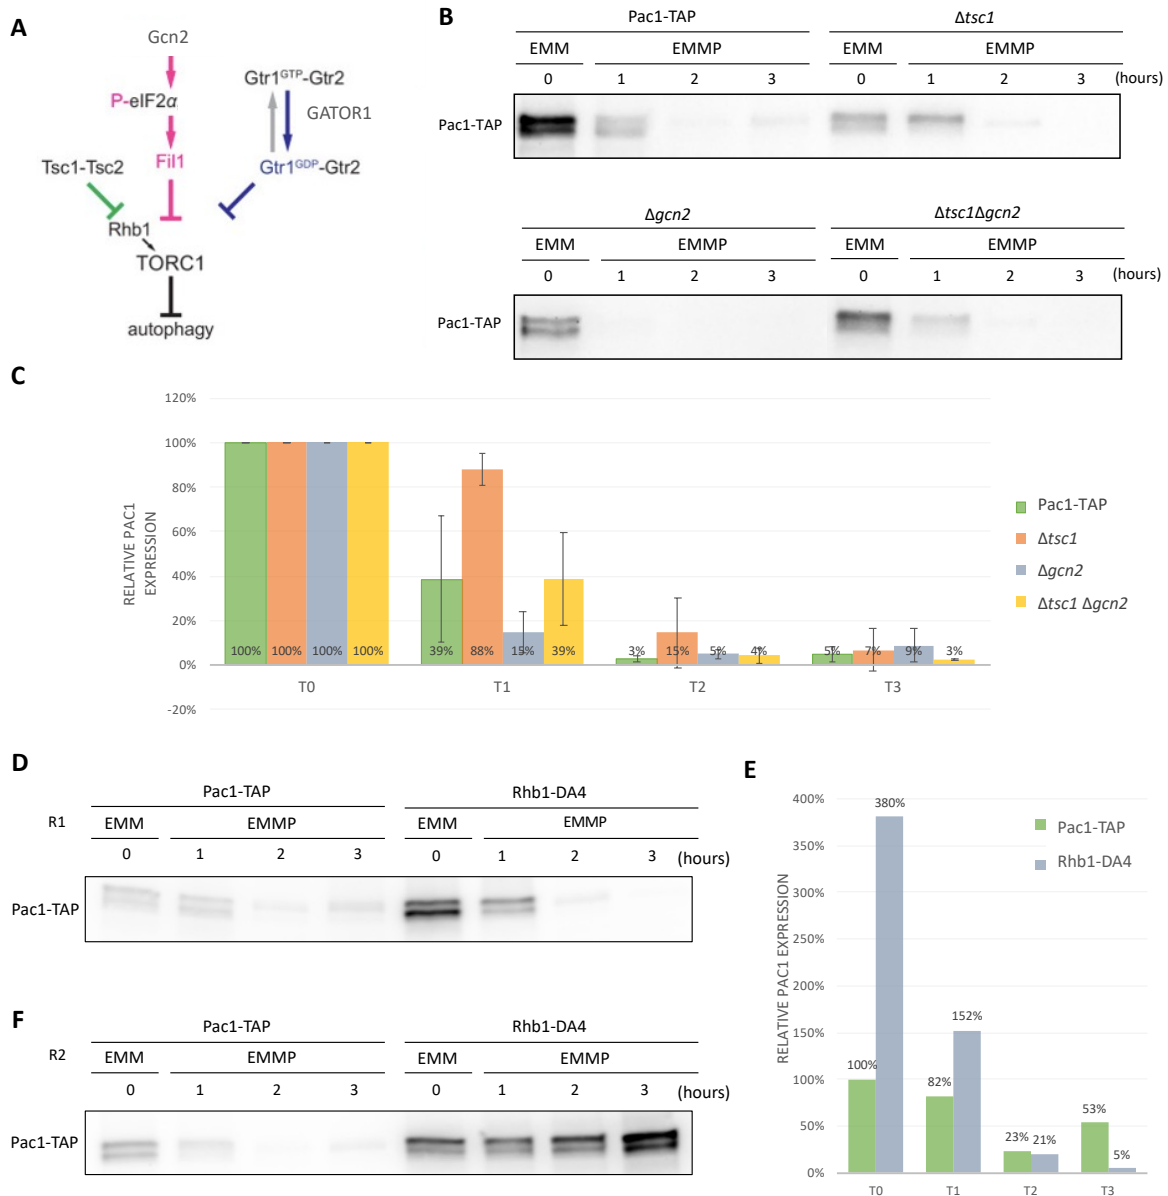 A
Gcn2
P-eIF2α
Fil1
Gtr1GTP-Gtr2
GATOR1
Gtr1GDP-Gtr2
Tsc1-Tsc2
Rhb1
TORC1
autophagy
B
Pac1-TAP Δtsc1
EMM EMMP EMM EMMP
0 1 2 3 0 1 2 3 (hours)
Pac1-TAP
Δgcn2 Δtsc1Δgcn2
EMM EMMP EMM EMMP
0 1 2 3 0 1 2 3 (hours)
Pac1-TAP
C
RELATIVE PAC1
EXPRESSION
120%
100%
80%
60%
40%
20%
0%
-20%
100% 100% 100% 100% 39% 88% 15% 39% 3% 15% 5% 4% 5% 7% 9% 3%
T0 T1 T2 T3
Pac1-TAP
Δtsc1
Δgcn2
Δtsc1 Δgcn2
D
Pac1-TAP Rhb1-DA4
R1 EMM EMMP EMM EMMP
0 1 2 3 0 1 2 3 (hours)
Pac1-TAP
F
Pac1-TAP Rhb1-DA4
R2 EMM EMMP EMM EMMP
0 1 2 3 0 1 2 3 (hours)
Pac1-TAP
E
RELATIVE PAC1 EXPRESSION
400%
350%
300%
250%
200%
150%
100%
50%
0%
100% 380% 82% 152% 23% 21% 53% 5%
T0 T1 T2 T3
Pac1-TAP
Rhb1-DA4